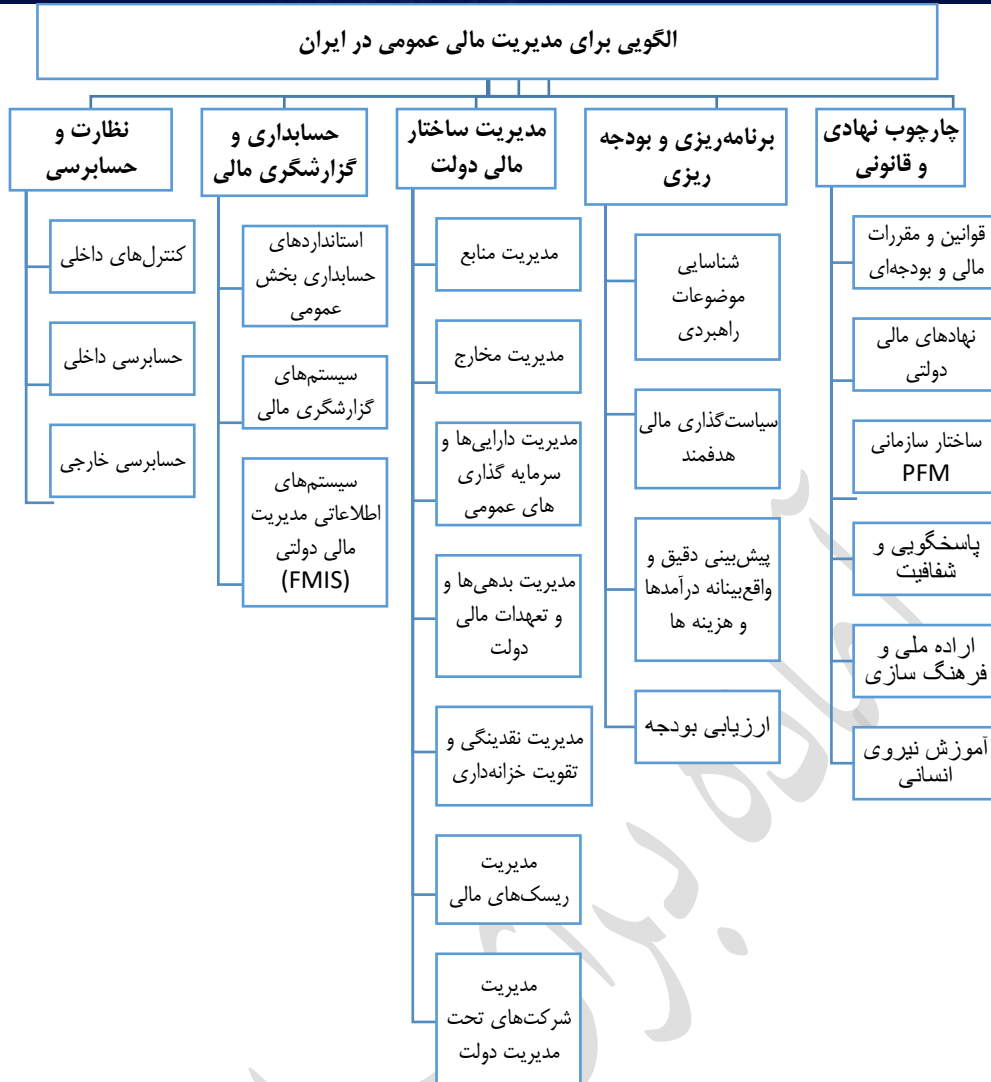 الگویی برای مدیریت مالی عمومی در ایران
چارچوب نهادی
و قانونی
قوانین و مقررات
مالی و بودجه‌ای
نهادهای مالی
دولتی
ساختار سازمانی
PFM
پاسخگویی و
شفافیت
اراده ملی و
فرهنگ سازی
آموزش نیروی
انسانی
برنامه‌ریزی و بودجه
ریزی
شناسایی
موضوعات
راهبردی
سیاست‌گذاری مالی
هدفمند
پیش‌بینی دقیق و
واقع‌بینانه درآمدها
و هزینه ها
ارزیابی بودجه
مدیریت ساختار
مالی دولت
مدیریت منابع
مدیریت مخارج
مدیریت دارایی‌ها و
سرمایه گذاری
های عمومی
مدیریت بدهی‌ها و
و تعهدات مالی
دولت
مدیریت نقدینگی و
تقویت خزانه‌داری
مدیریت
ریسک‌های مالی
مدیریت
شرکت‌های تحت
مدیریت دولت
حسابداری و
گزارشگری مالی
استانداردهای
حسابداری بخش
عمومی
سیستم‌های
گزارشگری مالی
سیستم‌های
اطلاعاتی مدیریت
مالی دولتی
(FMIS)
نظارت و
حسابرسی
کنترل‌های داخلی
حسابرسی داخلی
حسابرسی خارجی
آماده برای